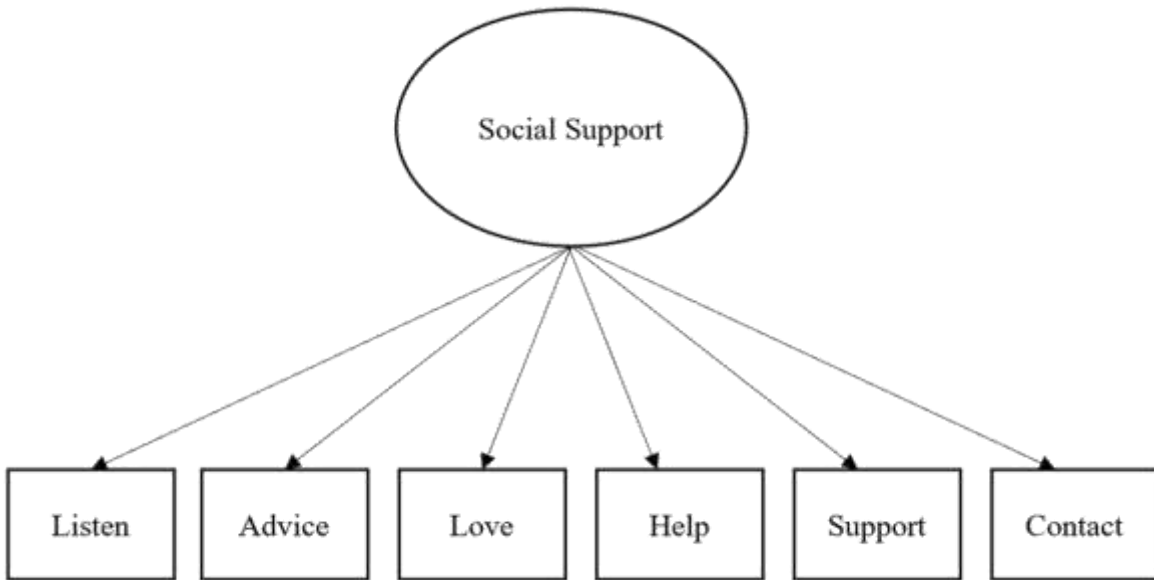 Social Support
Listen
Advice
Love
Help
Support
Contact